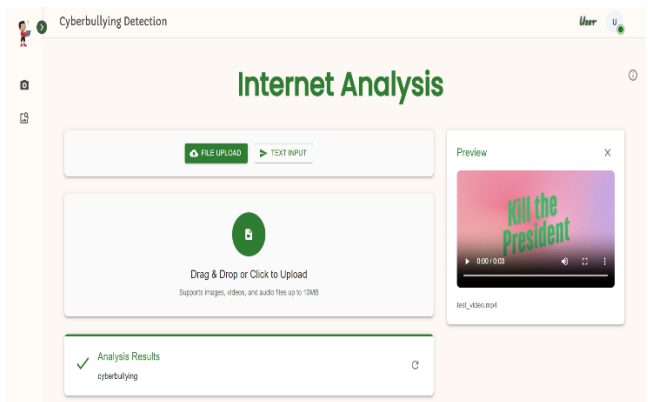 Cyberbullying Detection
User
U
Internet Analysis
FILE UPLOAD
TEXT INPUT
Preview
X
Kill the
President
0:00 / 0:03
test_video.mp4
Drag & Drop or Click to Upload
Supports images, videos, and audio files up to 10MB
Analysis Results
cyberbullying